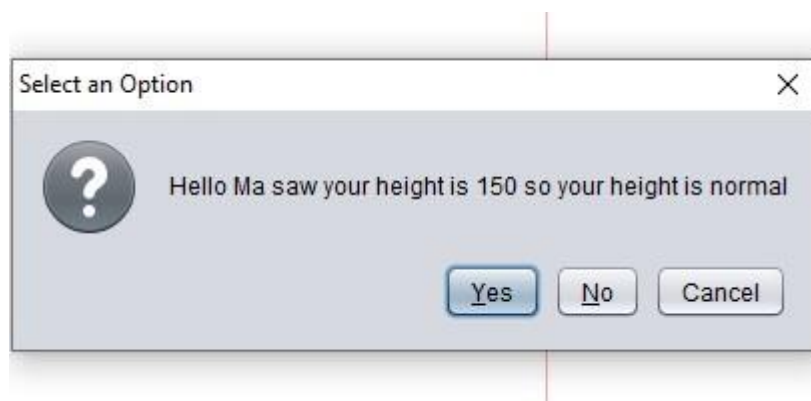 Select an Option
Hello Ma saw your height is 150 so your height is normal
Yes No Cancel